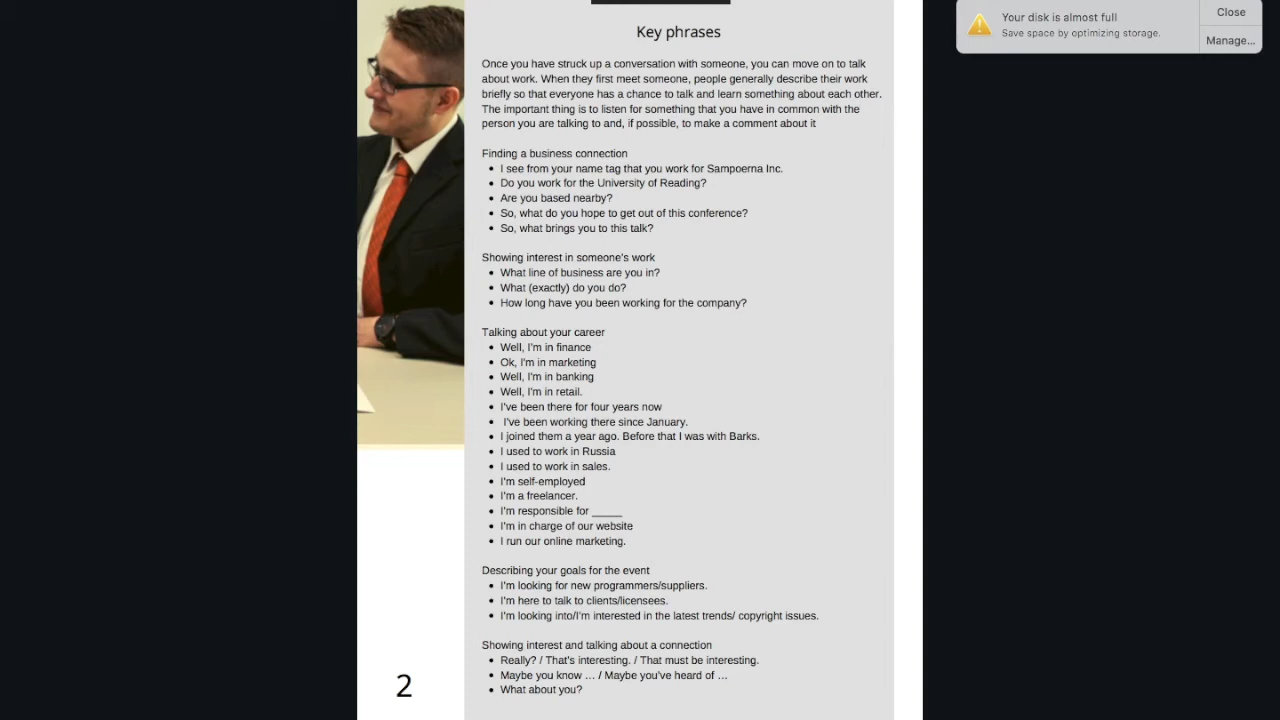 Key phrases
Once you have struck up a conversation with someone, you can move on to talk
about work. When they first meet someone, people generally describe their work
briefly so that everyone has a chance to talk and learn something about each other.
The important thing is to listen for something that you have in common with the
person you are talking to and, if possible, to make a comment about it
Finding a business connection
• I see from your name tag that you work for Sampoerna Inc.
• Do you work for the University of Reading?
• Are you based nearby?
• So, what do you hope to get out of this conference?
• So, what brings you to this talk?
Showing interest in someone's work
• What line of business are you in?
• What (exactly) do you do?
• How long have you been working for the company?
Talking about your career
• Well, I'm in finance
• Ok, I'm in marketing
• Well, I'm in banking
• Well, I'm in retail.
• I've been there for four years now
• I've been working there since January.
• I joined them a year ago. Before that I was with Barks.
• I used to work in Russia
• I used to work in sales.
• I'm self-employed
• I'm a freelancer.
• I'm responsible for _____
• I'm in charge of our website
• I run our online marketing.
Describing your goals for the event
• I'm looking for new programmers/suppliers.
• I'm here to talk to clients/licensees.
• I'm looking into/I'm interested in the latest trends/ copyright issues.
Showing interest and talking about a connection
• Really? / That's interesting. / That must be interesting.
• Maybe you know … / Maybe you've heard of …
• What about you?
2
Your disk is almost full
Save space by optimizing storage.
Close
Manage...